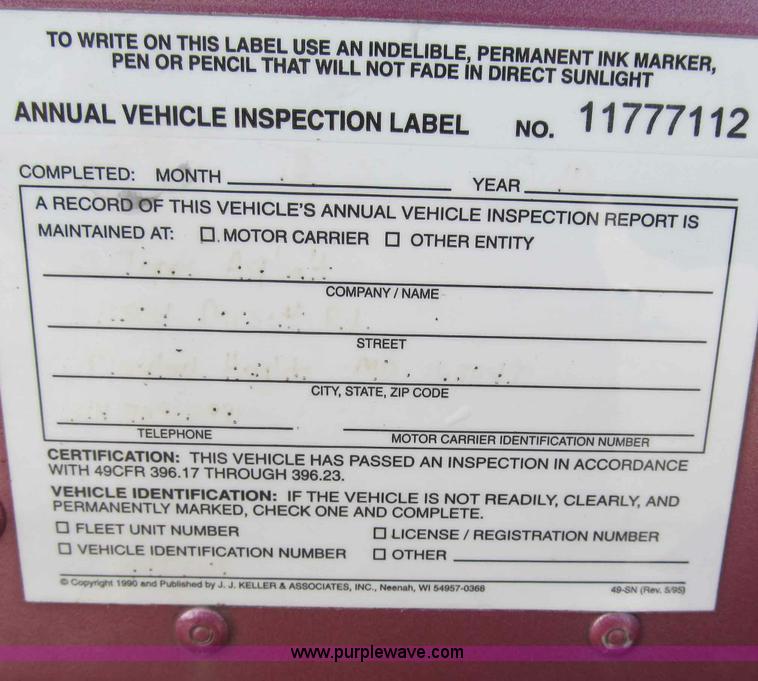 TO WRITE ON THIS LABEL USE AN INDELIBLE, PERMANENT INK MARKER,
PEN OR PENCIL THAT WILL NOT FADE IN DIRECT SUNLIGHT
ANNUAL VEHICLE INSPECTION LABEL NO. 11777112
COMPLETED: MONTH YEAR
A RECORD OF THIS VEHICLE'S ANNUAL VEHICLE INSPECTION REPORT IS
MAINTAINED AT: MOTOR CARRIER OTHER ENTITY
COMPANY / NAME
STREET
CITY, STATE, ZIP CODE
TELEPHONE MOTOR CARRIER IDENTIFICATION NUMBER
CERTIFICATION: THIS VEHICLE HAS PASSED AN INSPECTION IN ACCORDANCE
WITH 49CFR 396.17 THROUGH 396.23.
VEHICLE IDENTIFICATION: IF THE VEHICLE IS NOT READILY, CLEARLY, AND
PERMANENTLY MARKED, CHECK ONE AND COMPLETE.
FLEET UNIT NUMBER LICENSE / REGISTRATION NUMBER
VEHICLE IDENTIFICATION NUMBER OTHER
© Copyright 1990 and Published by J. J. KELLER & ASSOCIATES, INC., Neenah, WI 54957-0368 49-SN (Rev. 5/95)
www.purplewave.com